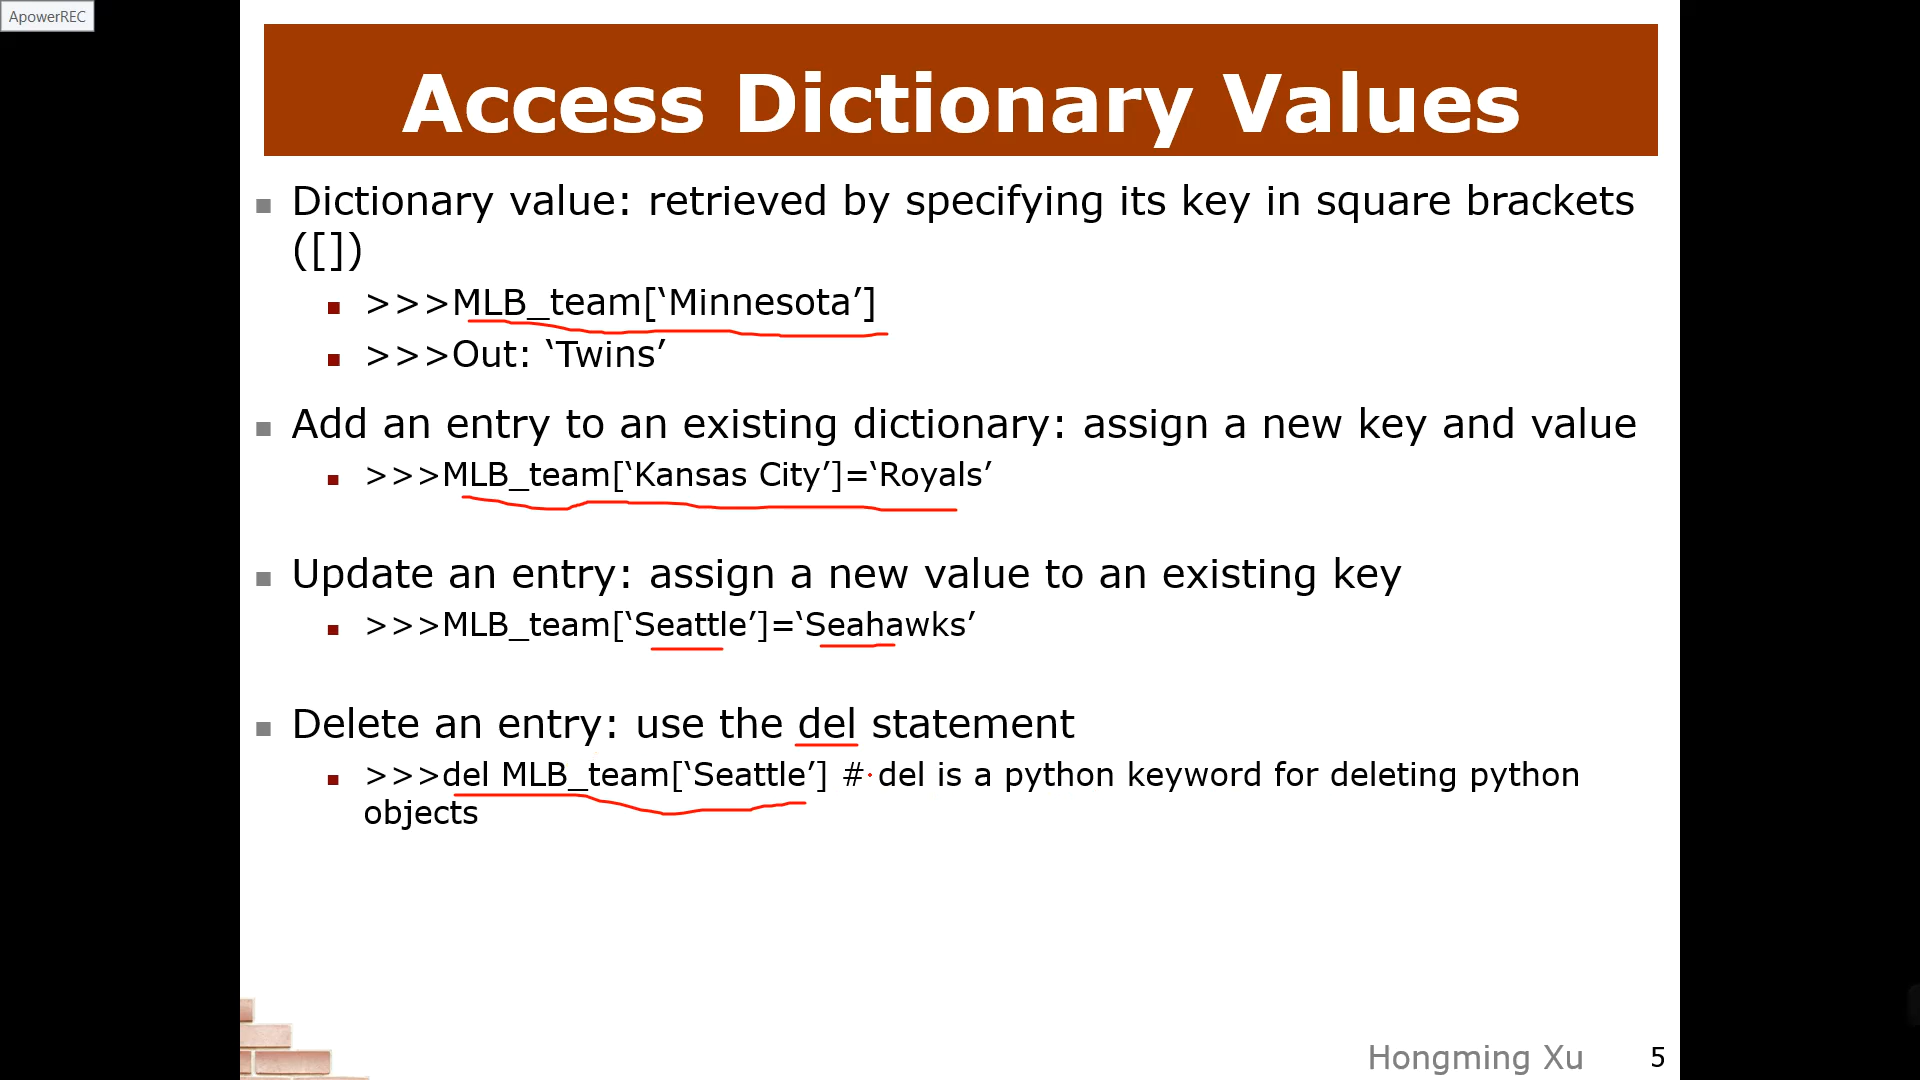 ApowerREC
Access Dictionary Values
Dictionary value: retrieved by specifying its key in square brackets
([])
>>>MLB_team[‘Minnesota’]
>>>Out: ‘Twins’
Add an entry to an existing dictionary: assign a new key and value
>>>MLB_team[‘Kansas City’]=‘Royals’
Update an entry: assign a new value to an existing key
>>>MLB_team[‘Seattle’]=‘Seahawks’
Delete an entry: use the del statement
>>>del MLB_team[‘Seattle’] # del is a python keyword for deleting python
objects
Hongming Xu 5